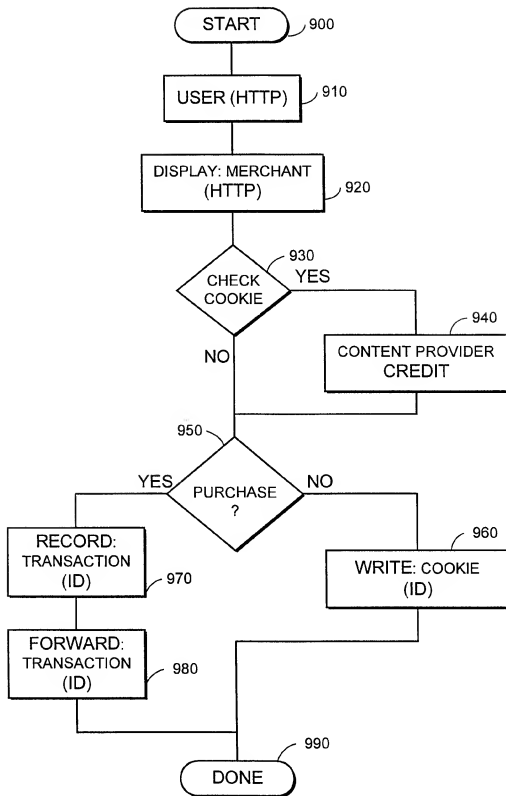 START
900
USER (HTTP)
910
DISPLAY: MERCHANT
(HTTP)
920
930
CHECK
COOKIE
YES
NO
940
CONTENT PROVIDER
CREDIT
950
YES
PURCHASE
?
NO
RECORD:
TRANSACTION
(ID)
970
960
WRITE: COOKIE
(ID)
FORWARD:
TRANSACTION
(ID)
980
990
DONE